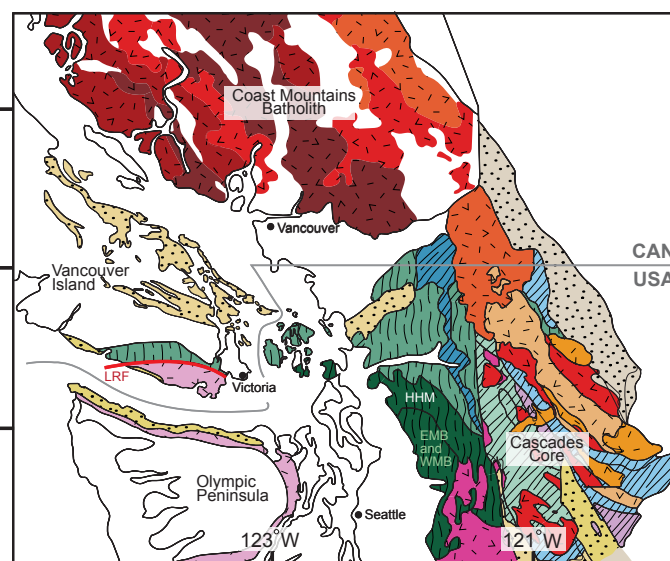 Coast Mountains
Batholith
Vancouver
CAN
USA
Vancouver
Island
LRF
Victoria
HHM
EMB
and
WMB
Cascades
Core
Olympic
Peninsula
Seattle
123°W
121°W